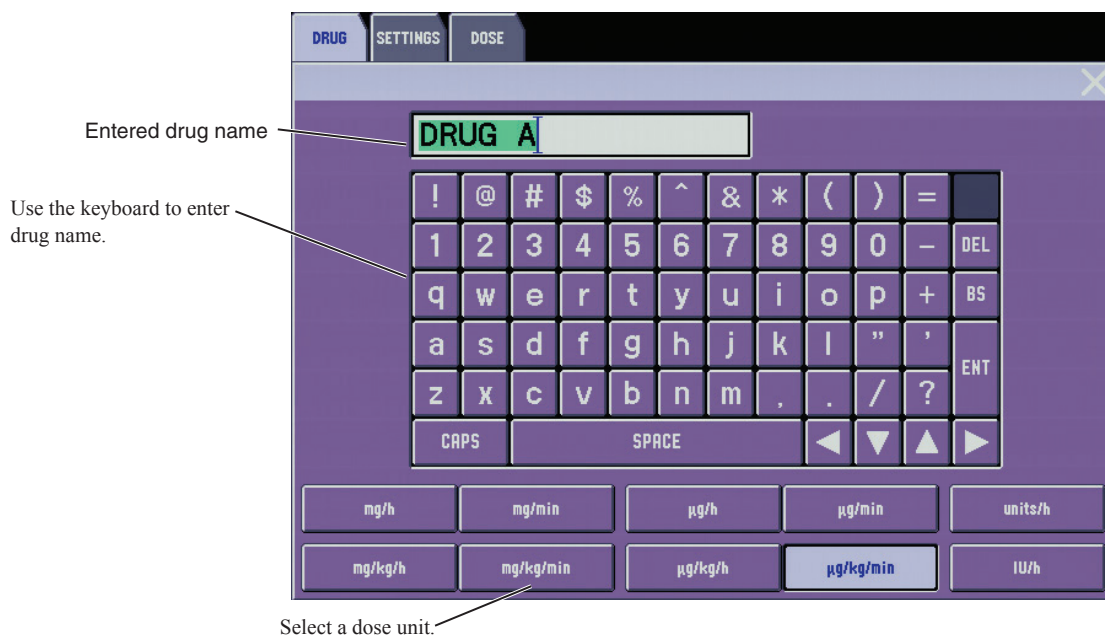 DRUG SETTINGS DOSE
Entered drug name
DRUG A
Use the keyboard to enter
drug name.
! @ # $ % ^ & * ( ) =
1 2 3 4 5 6 7 8 9 0 − DEL
q w e r t y u i o p + BS
a s d f g h j k l ” ’ ENT
z x c v b n m , . / ?
CAPS SPACE ◀ ▼ ▲ ▶
mg/h mg/min µg/h µg/min units/h
mg/kg/h mg/kg/min µg/kg/h µg/kg/min IU/h
Select a dose unit.